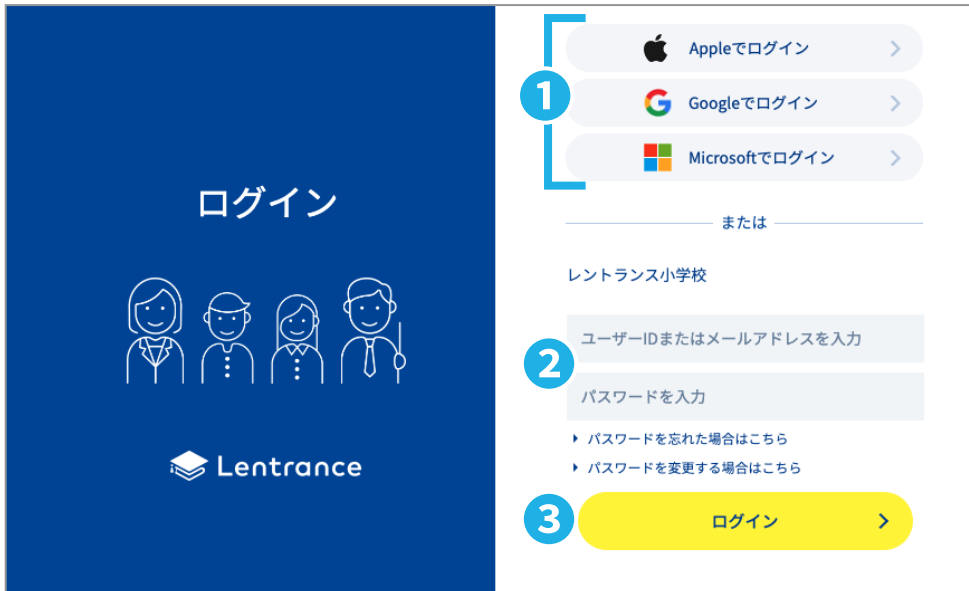 ログイン
Lentrance
1
Appleでログイン
Googleでログイン
Microsoftでログイン
または
レントランス小学校
2
ユーザーIDまたはメールアドレスを入力
パスワードを入力
パスワードを忘れた場合はこちら
パスワードを変更する場合はこちら
3
ログイン